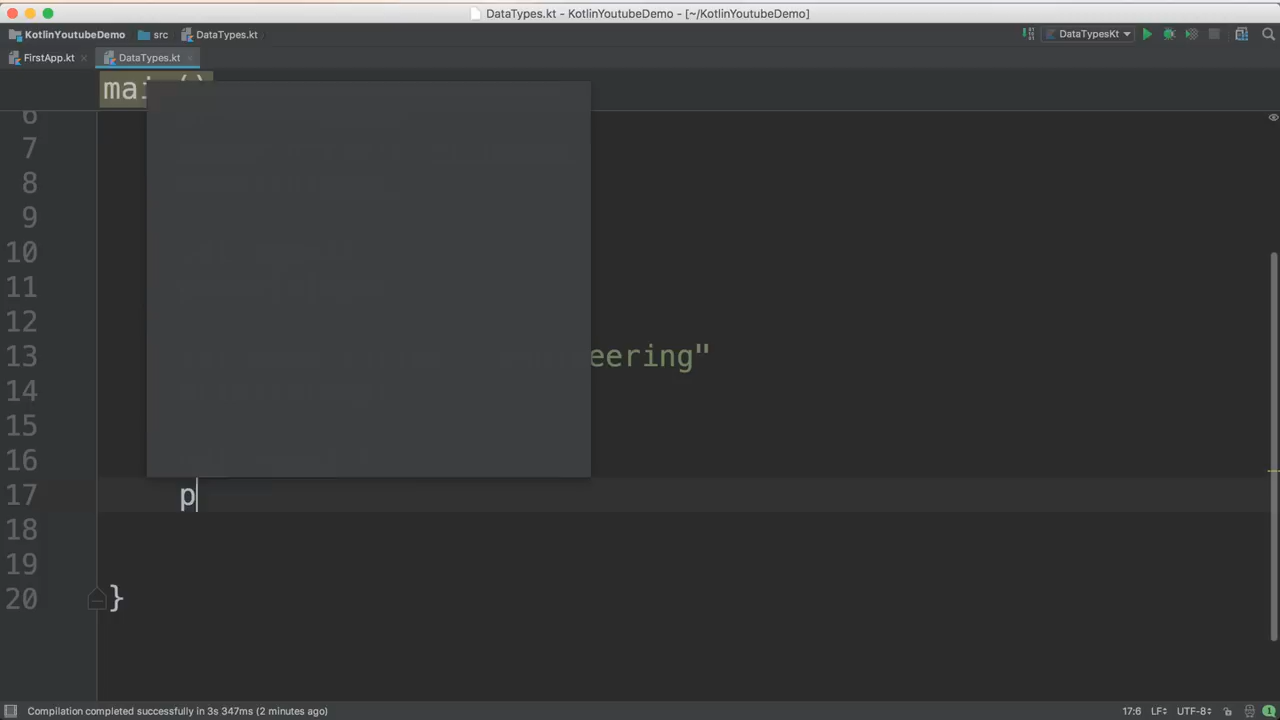 DataTypes.kt - KotlinYoutubeDemo - [~/KotlinYoutubeDemo]
KotlinYoutubeDemo src DataTypes.kt DataTypesKt
FirstApp.kt DataTypes.kt
6
7
8
9
10
11
12
13 eering"
14
15
16
17 p
18
19
20 }
Compilation completed successfully in 3s 347ms (2 minutes ago) 17:6 LF÷ UTF-8÷ 1